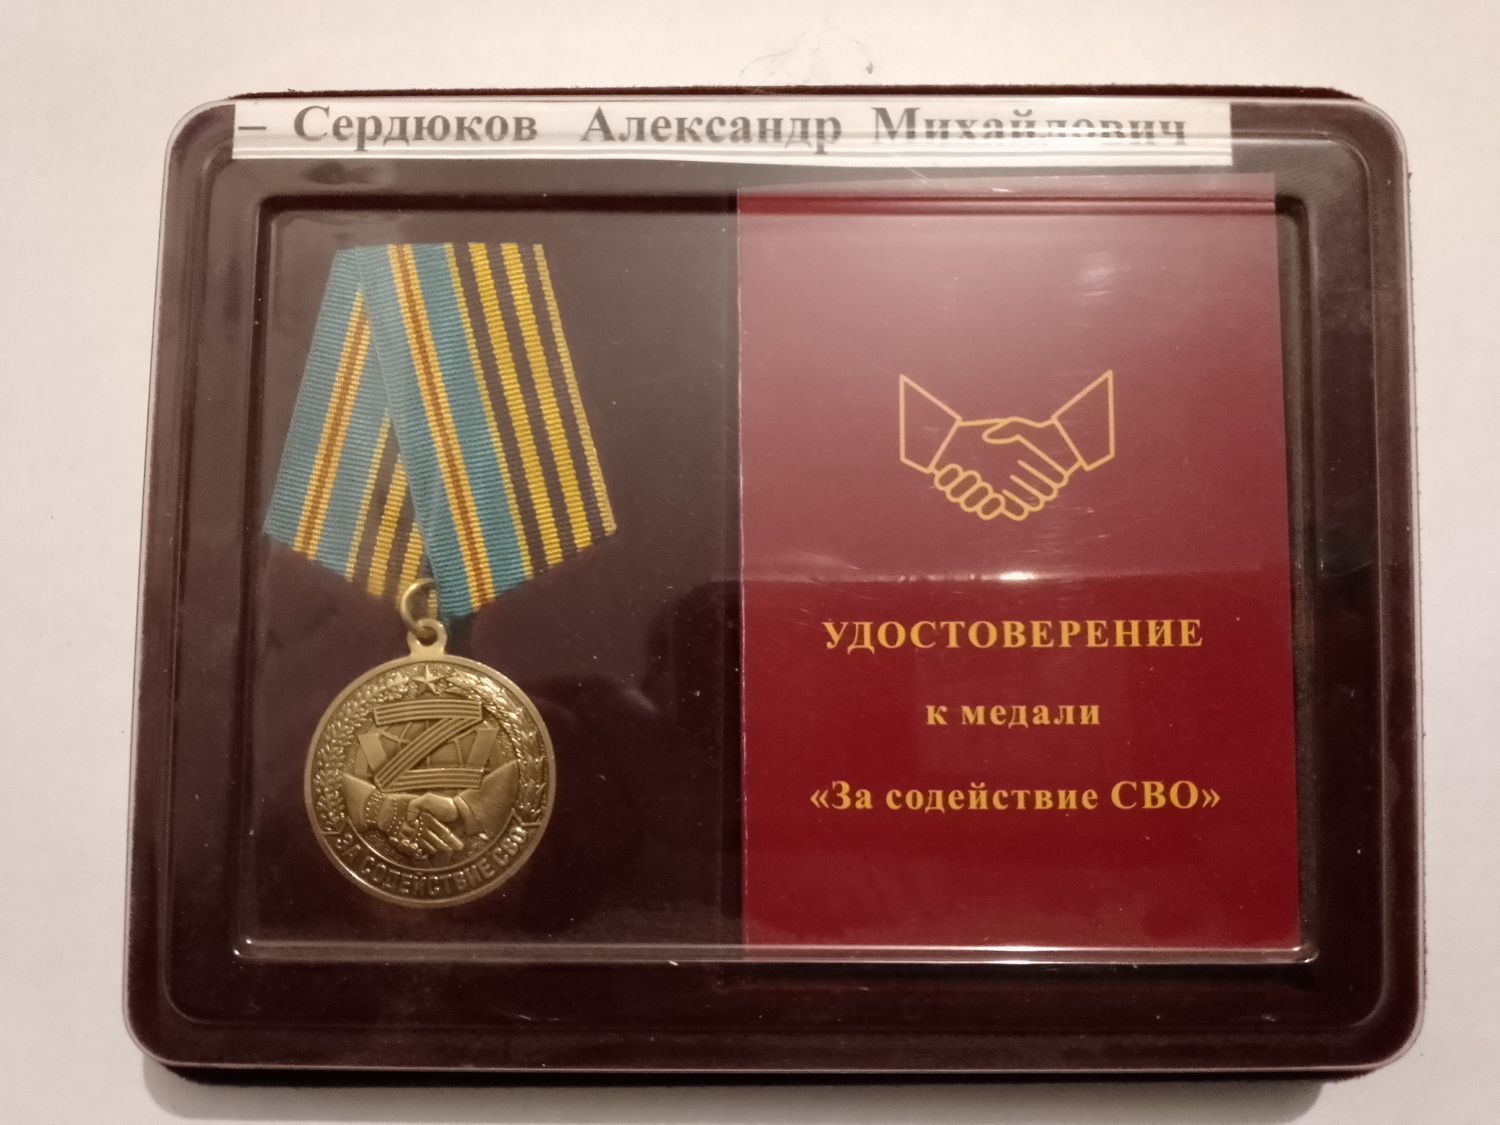 – Сердюков Александр Михайлович
УДОСТОВЕРЕНИЕ
к медали
«За содействие СВО»
Z
V
ЗА СОДЕЙСТВИЕ СВО